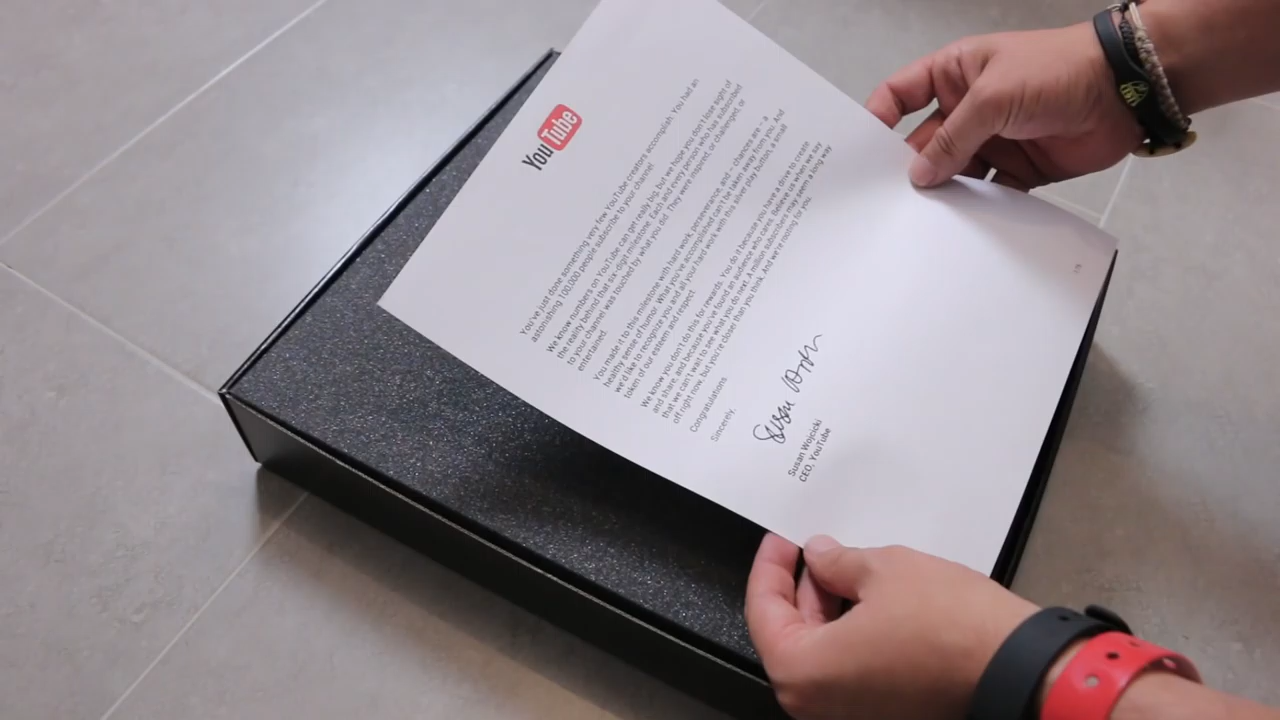 YouTube
You've just done something very few YouTube creators accomplish: You had an
astonishing 100,000 people subscribe to your channel.
We know numbers on YouTube can get really big, but we hope you don't lose sight of
the reality behind that six-digit milestone. Each and every person who has subscribed
to your channel was touched by what you did. They were inspired, or challenged, or
entertained.
You made it to this milestone with hard work, perseverance, and – chances are – a
healthy sense of humor. What you've accomplished can't be taken away from you. And
we'd like to recognize you and all your hard work with this silver play button, a small
token of our esteem and respect.
We know you don't do this for rewards. You do it because you have a drive to create
and share, and because you've found an audience who cares. Believe us when we say
that we can't wait to see what you do next. A million subscribers may seem a long way
off right now, but you're closer than you think. And we're rooting for you.
Congratulations
Sincerely,
Susan Wojcicki
CEO, YouTube